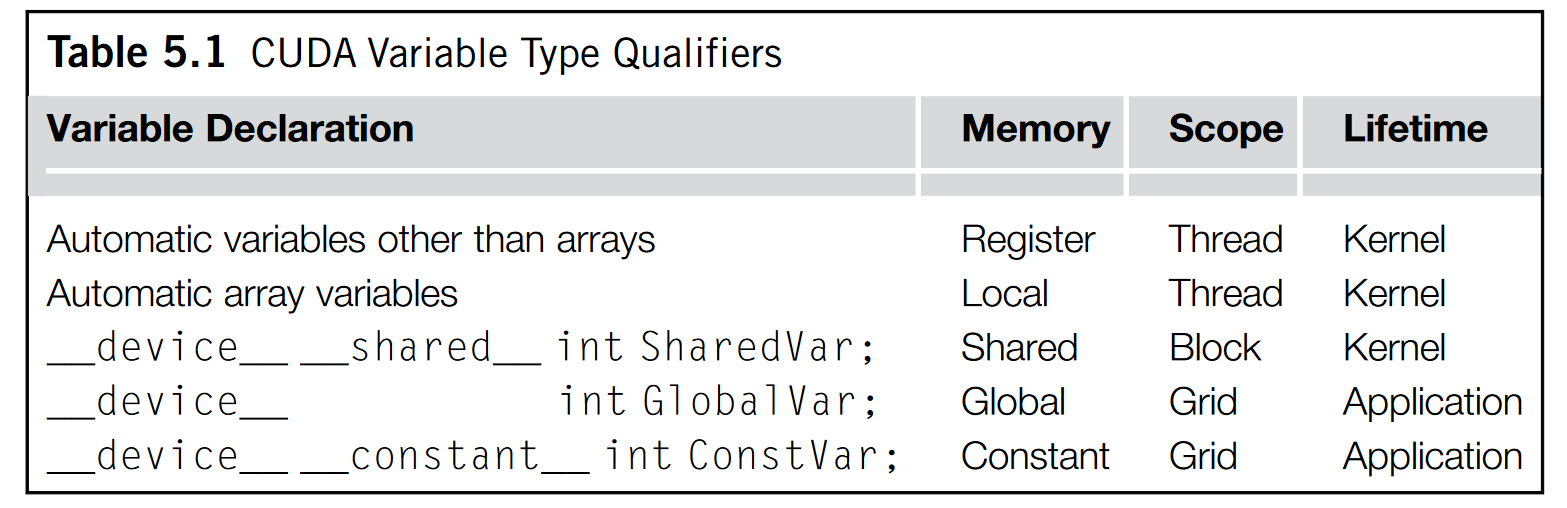 Table 5.1 CUDA Variable Type Qualifiers
Variable Declaration Memory Scope Lifetime
Automatic variables other than arrays Register Thread Kernel
Automatic array variables Local Thread Kernel
__device__ __shared__ int SharedVar; Shared Block Kernel
__device__ int GlobalVar; Global Grid Application
__device__ __constant__ int ConstVar; Constant Grid Application